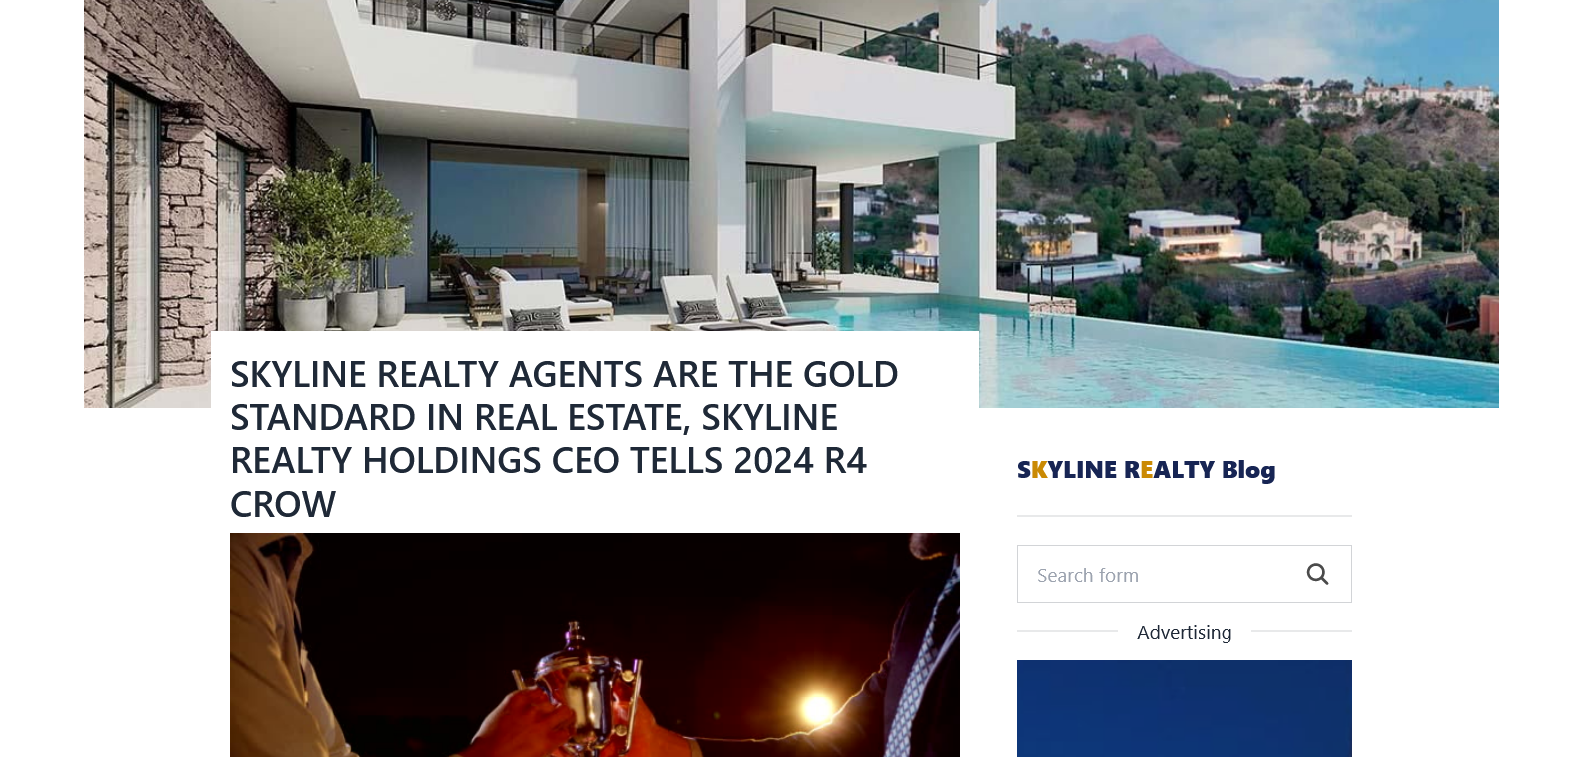 SKYLINE REALTY AGENTS ARE THE GOLD
STANDARD IN REAL ESTATE, SKYLINE
REALTY HOLDINGS CEO TELLS 2024 R4
CROW
SKYLINE REALTY Blog
Search form
Advertising